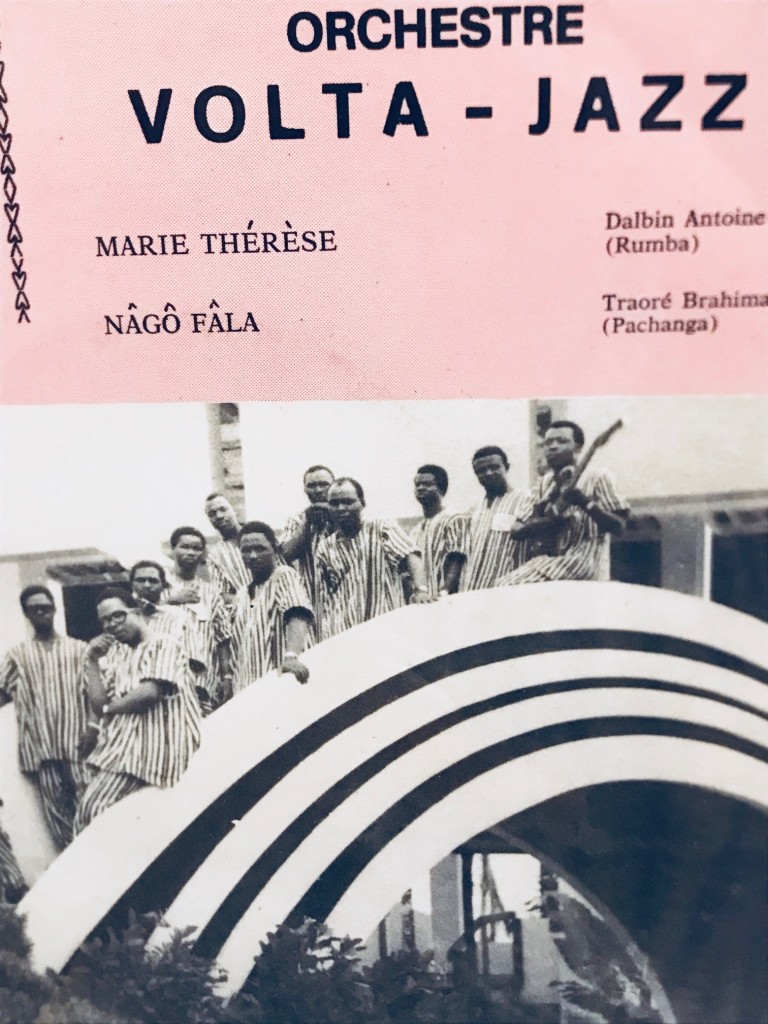 ORCHESTRE
VOLTA - JAZZ
MARIE THÉRÈSE
Dalbin Antoine
(Rumba)
NÂGÔ FÂLA
Traoré Brahima
(Pachanga)